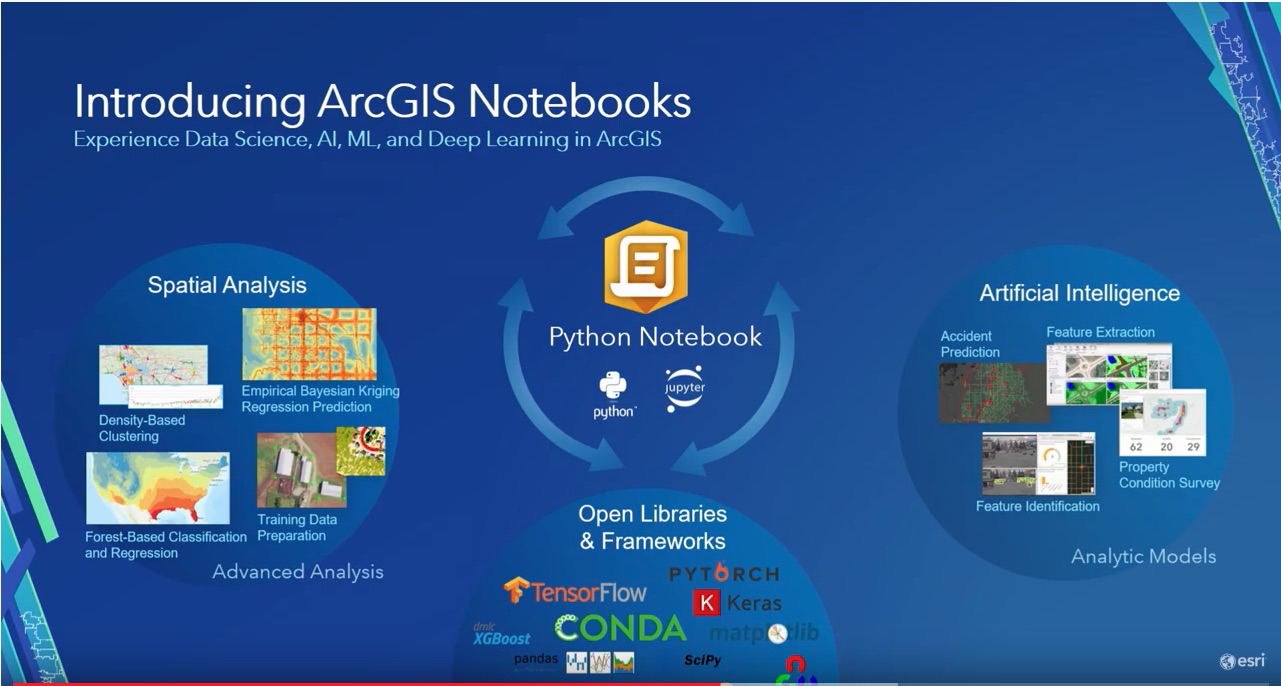 Introducing ArcGIS Notebooks
Experience Data Science, AI, ML, and Deep Learning in ArcGIS
Spatial Analysis
Density-Based
Clustering
Empirical Bayesian Kriging
Regression Prediction
Forest-Based Classification
and Regression
Training Data
Preparation
Advanced Analysis
Python Notebook
python
jupyter
Open Libraries
& Frameworks
TensorFlow
PYTORCH
Keras
dmlc
XGBoost
CONDA
matplotlib
pandas
SciPy
Artificial Intelligence
Accident
Prediction
Feature Extraction
62 20 29
Property
Condition Survey
Feature Identification
Analytic Models
esri